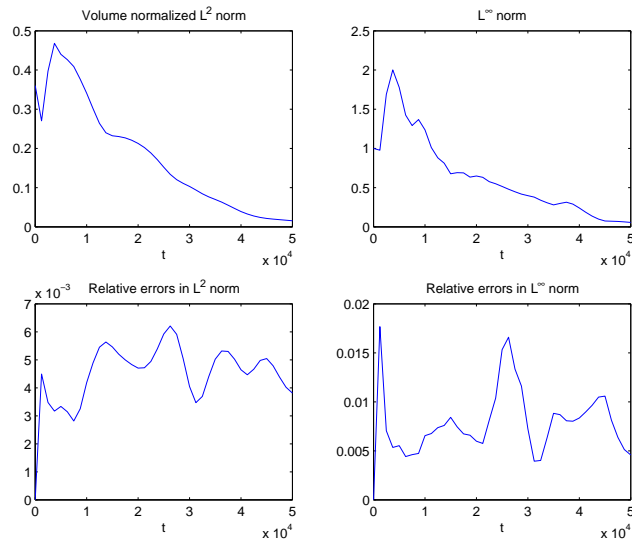 Volume normalized L² norm
0.5
0.4
0.3
0.2
0.1
0
0 1 2 3 4 5
t
x 10⁴
L∞ norm
2.5
2
1.5
1
0.5
0
0 1 2 3 4 5
t
x 10⁴
Relative errors in L² norm
x 10⁻³
7
6
5
4
3
2
1
0
0 1 2 3 4 5
t
x 10⁴
Relative errors in L∞ norm
0.02
0.015
0.01
0.005
0
0 1 2 3 4 5
t
x 10⁴